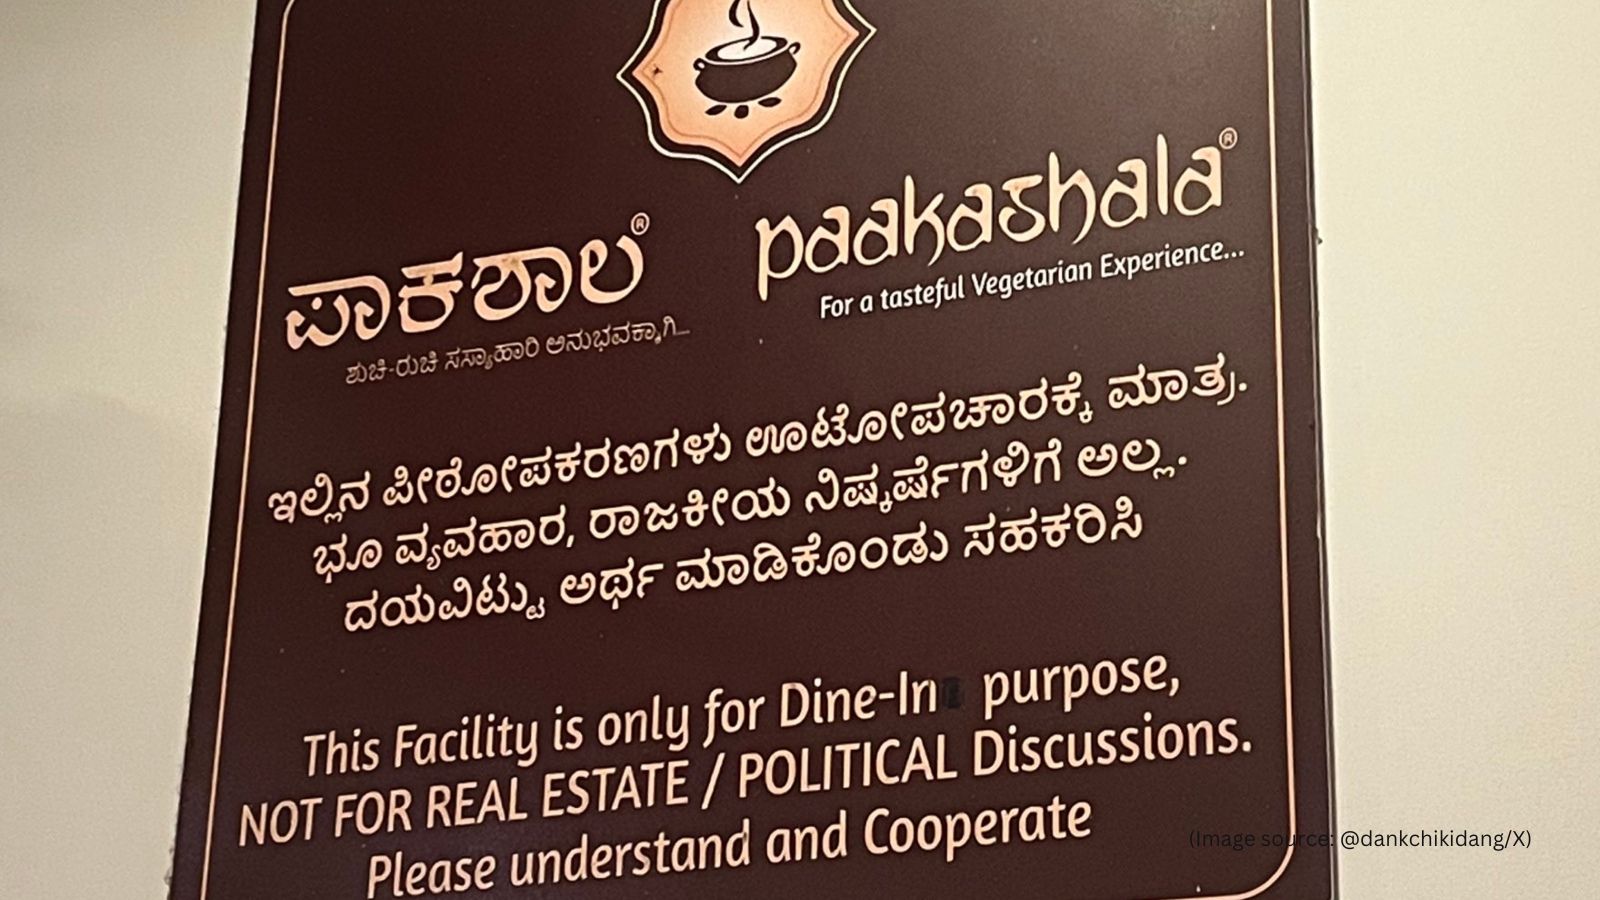 ಪಾಕಶಾಲ®
ಶುಚಿ-ರುಚಿ ಸಸ್ಯಾಹಾರಿ ಅನುಭವಕ್ಕಾಗಿ...
paakashala®
For a tasteful Vegetarian Experience...
ಇಲ್ಲಿನ ಪೀಠೋಪಕರಣಗಳು ಊಟೋಪಚಾರಕ್ಕೆ ಮಾತ್ರ.
ಭೂ ವ್ಯವಹಾರ, ರಾಜಕೀಯ ನಿಷ್ಕರ್ಷೆಗಳಿಗೆ ಅಲ್ಲ.
ದಯವಿಟ್ಟು ಅರ್ಥ ಮಾಡಿಕೊಂಡು ಸಹಕರಿಸಿ
This Facility is only for Dine-In purpose,
NOT FOR REAL ESTATE / POLITICAL Discussions.
Please understand and Cooperate
(Image source: @dankchikidang/X)